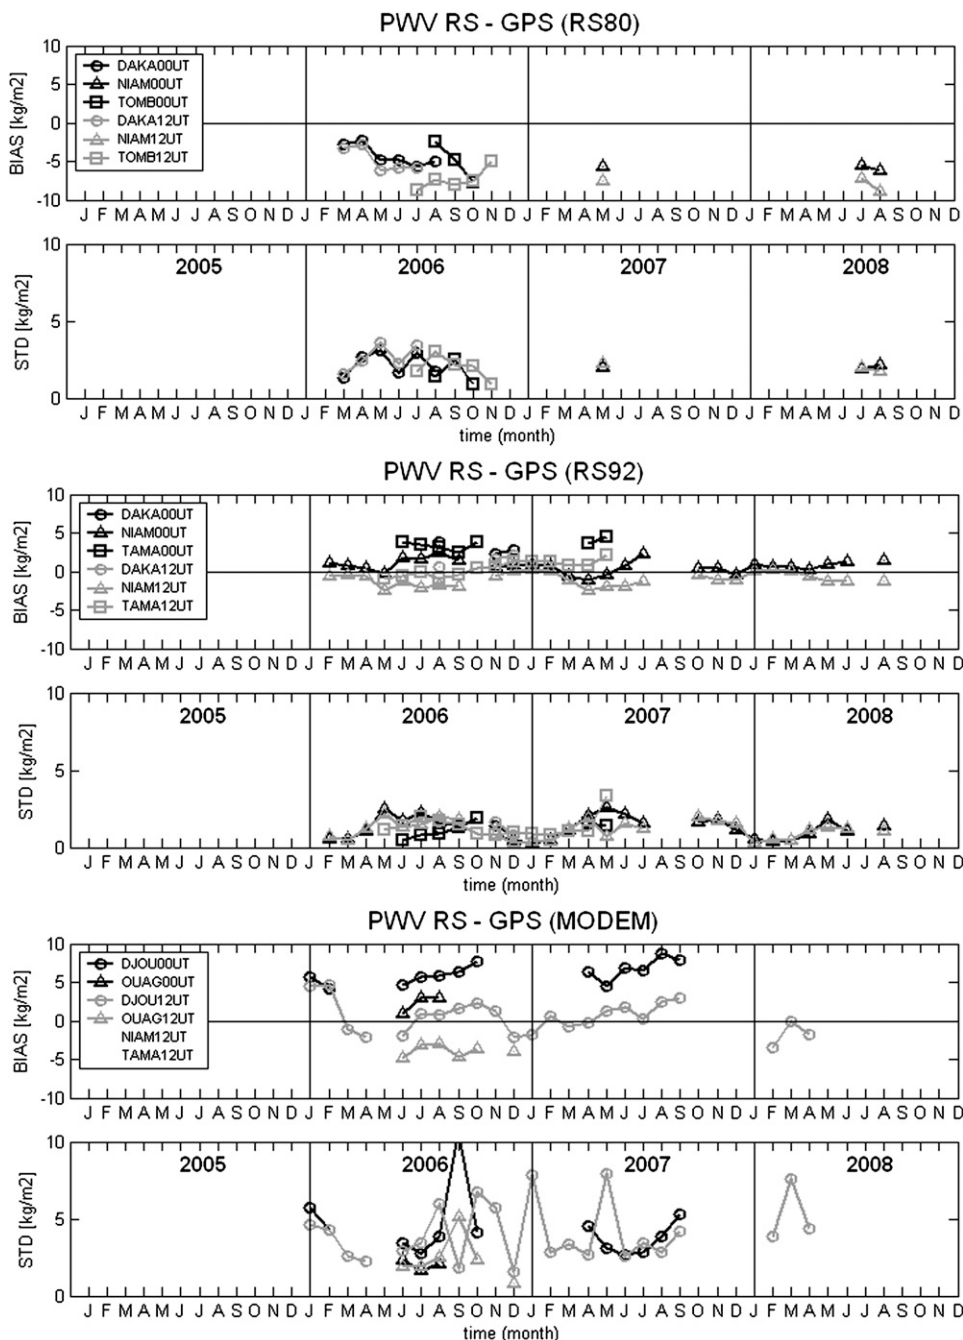 PWV RS - GPS (RS80)
BIAS [kg/m2]
10
5
0
-5
-10
DAKA00UT
NIAM00UT
TOMB00UT
DAKA12UT
NIAM12UT
TOMB12UT
J F M A M J J A S O N D J F M A M J J A S O N D J F M A M J J A S O N D J F M A M J J A S O N D
STD [kg/m2]
10
5
0
2005 2006 2007 2008
J F M A M J J A S O N D J F M A M J J A S O N D J F M A M J J A S O N D J F M A M J J A S O N D
time (month)
PWV RS - GPS (RS92)
BIAS [kg/m2]
10
5
0
-5
-10
DAKA00UT
NIAM00UT
TAMA00UT
DAKA12UT
NIAM12UT
TAMA12UT
J F M A M J J A S O N D J F M A M J J A S O N D J F M A M J J A S O N D J F M A M J J A S O N D
STD [kg/m2]
10
5
0
2005 2006 2007 2008
J F M A M J J A S O N D J F M A M J J A S O N D J F M A M J J A S O N D J F M A M J J A S O N D
time (month)
PWV RS - GPS (MODEM)
BIAS [kg/m2]
10
5
0
-5
-10
DJOU00UT
OUAG00UT
DJOU12UT
OUAG12UT
NIAM12UT
TAMA12UT
J F M A M J J A S O N D J F M A M J J A S O N D J F M A M J J A S O N D J F M A M J J A S O N D
STD [kg/m2]
10
5
0
2005 2006 2007 2008
J F M A M J J A S O N D J F M A M J J A S O N D J F M A M J J A S O N D J F M A M J J A S O N D
time (month)